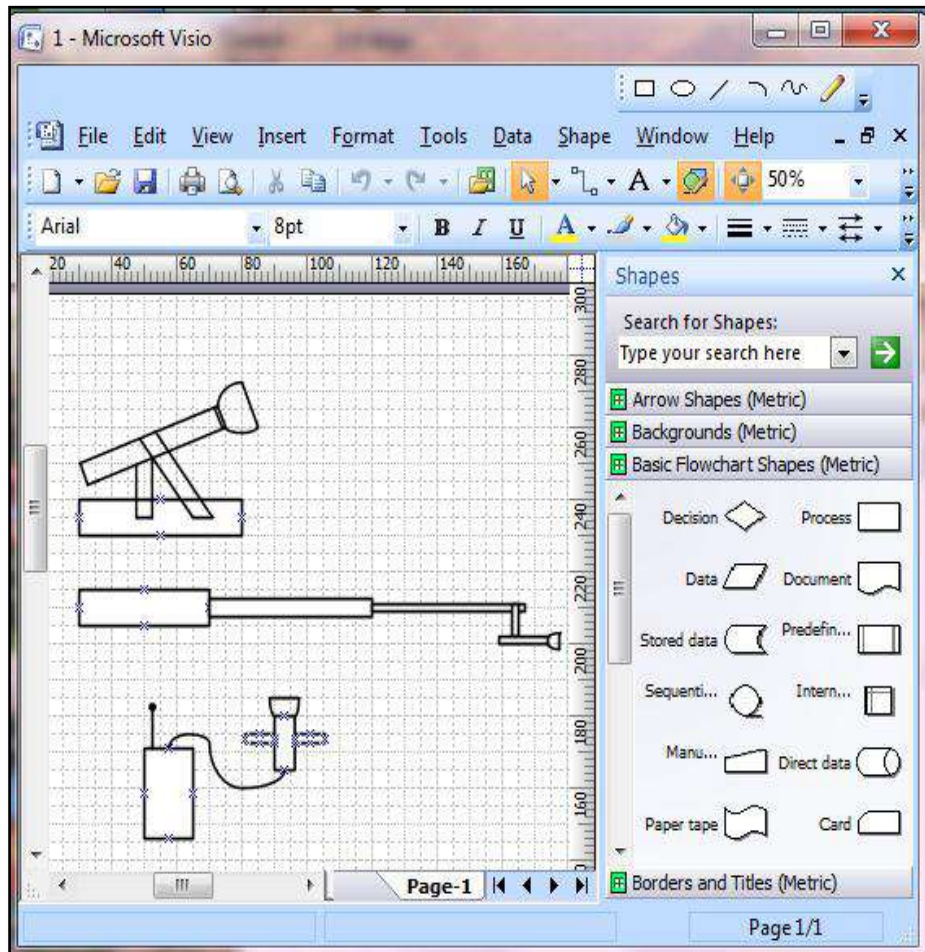 1 - Microsoft Visio
File Edit View Insert Format Tools Data Shape Window Help
A 50%
Arial 8pt B I U A
20 40 60 80 100 120 140 160
300
280
260
240
220
200
180
160
Shapes
Search for Shapes:
Type your search here
Arrow Shapes (Metric)
Backgrounds (Metric)
Basic Flowchart Shapes (Metric)
Decision Process
Data Document
Stored data Predefin...
Sequenti... Intern...
Manu... Direct data
Paper tape Card
Borders and Titles (Metric)
Page-1
Page 1/1